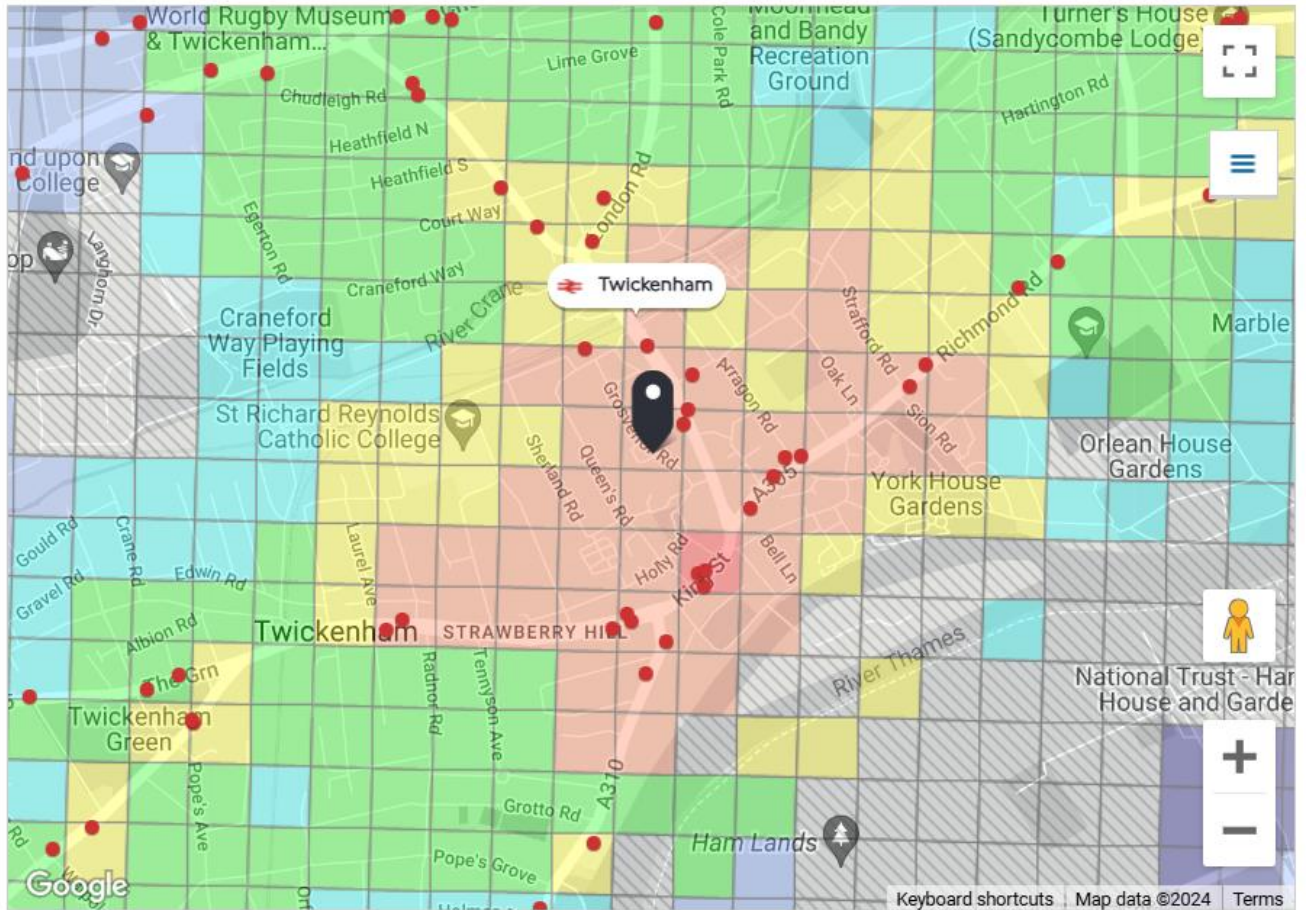 World Rugby Museum
& Twickenham...
Moormead
and Bandy
Recreation
Ground
Turner's House
(Sandycombe Lodge)
Lime Grove
Cole Park Rd
Chudleigh Rd
Hartington Rd
Heathfield N
nd upon
College
Heathfield S
London Rd
Egerton Rd
Court Way
Langhorn Dr
op
Craneford Way
Twickenham
Strafford Rd
Richmond Rd
River Crane
Craneford
Way Playing
Fields
Marble
Arragon Rd
Oak Ln
Grosvenor Rd
St Richard Reynolds
Catholic College
Sion Rd
Orlean House
Gardens
Sherland Rd
Queen's Rd
A305
York House
Gardens
Gould Rd
Crane Rd
Laurel Ave
Holly Rd
Bell Ln
Edwin Rd
Gravel Rd
King St
Albion Rd
Twickenham
STRAWBERRY HILL
River Thames
The Grn
Radnor Rd
Tennyson Ave
National Trust - Har
House and Garde
Twickenham
Green
Pope's Ave
A310
Grotto Rd
Ham Lands
Pope's Grove
Google
Keyboard shortcuts
Map data ©2024
Terms